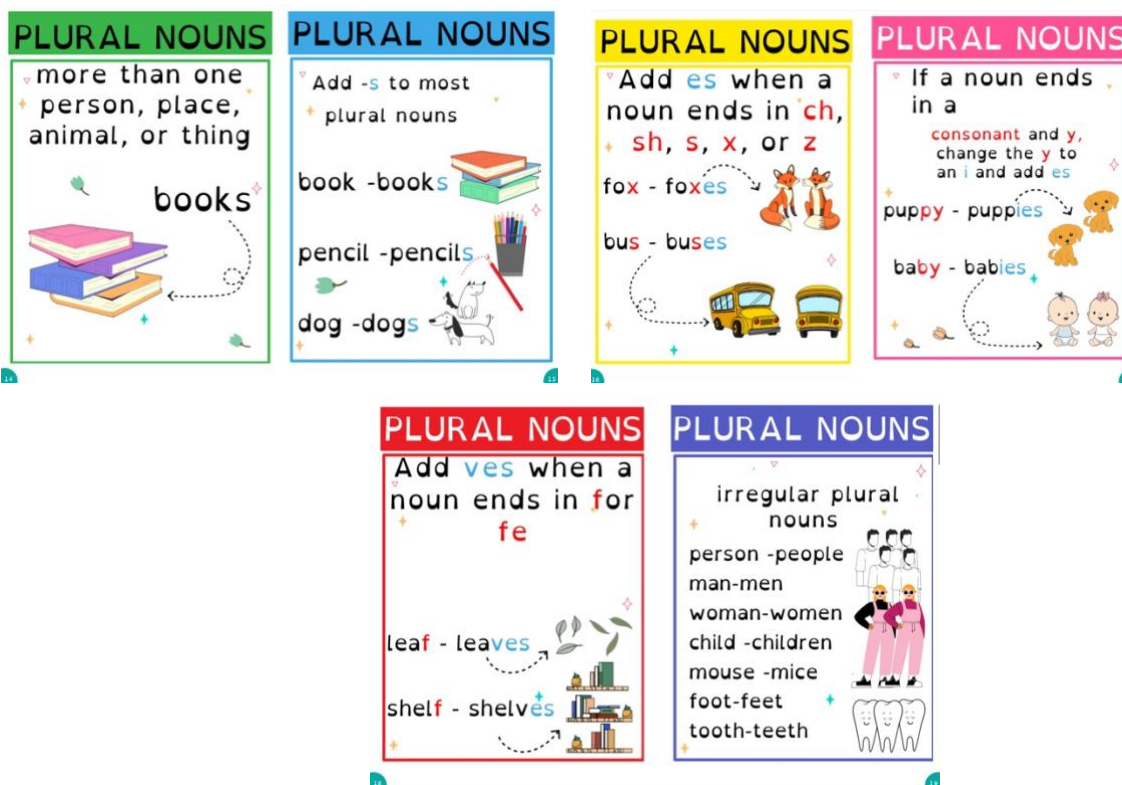 PLURAL NOUNS
more than one
person, place,
animal, or thing
books
14
PLURAL NOUNS
Add -s to most
plural nouns
book -books
pencil -pencils
dog -dogs
15
PLURAL NOUNS
Add es when a
noun ends in ch,
sh, s, x, or z
fox - foxes
bus - buses
16
PLURAL NOUNS
If a noun ends
in a
consonant and y,
change the y to
an i and add es
puppy - puppies
baby - babies
PLURAL NOUNS
Add ves when a
noun ends in f or
fe
leaf - leaves
shelf - shelves
PLURAL NOUNS
irregular plural
nouns
person -people
man-men
woman-women
child -children
mouse -mice
foot-feet
tooth-teeth